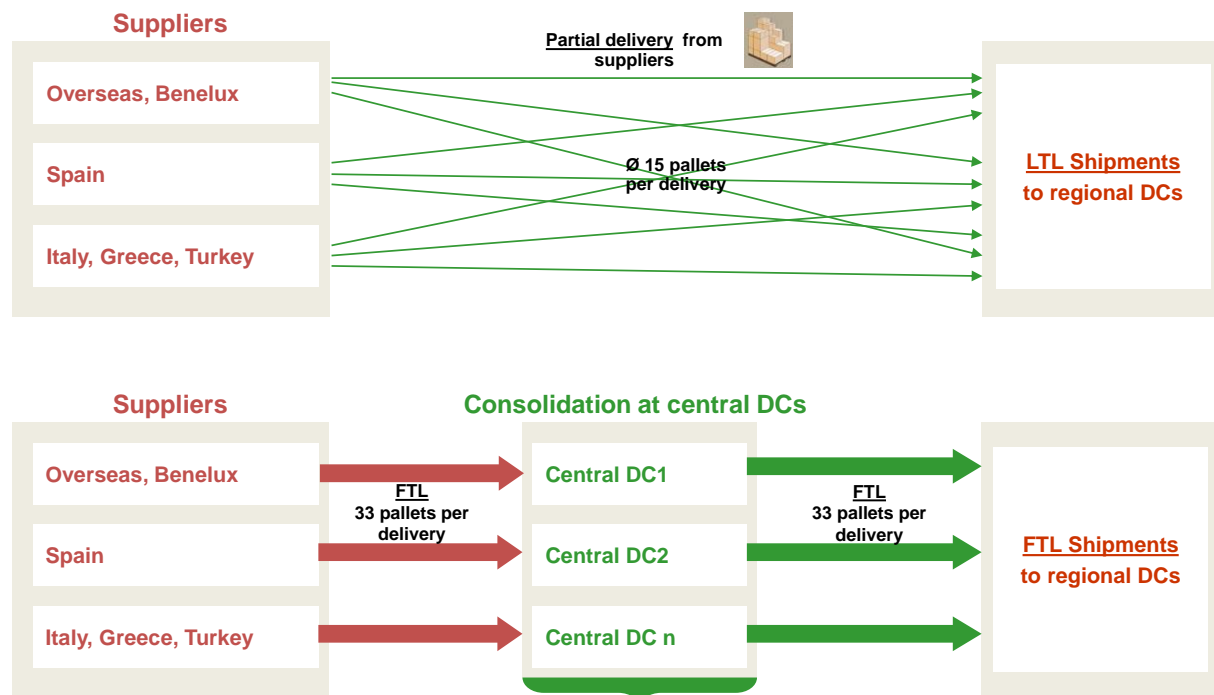 Suppliers
Partial delivery from
suppliers
Overseas, Benelux
Spain
Italy, Greece, Turkey
Ø 15 pallets
per delivery
LTL Shipments
to regional DCs
Suppliers
Consolidation at central DCs
Overseas, Benelux
Spain
Italy, Greece, Turkey
FTL
33 pallets per
delivery
Central DC1
Central DC2
Central DC n
FTL
33 pallets per
delivery
FTL Shipments
to regional DCs